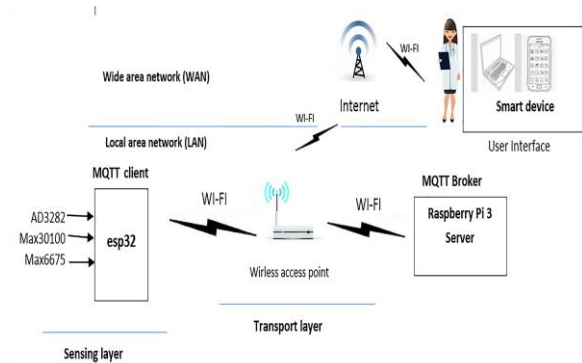 WI-FI
Wide area network (WAN)
Internet
Smart device
WI-FI
Local area network (LAN)
User Interface
MQTT client
MQTT Broker
WI-FI
WI-FI
AD3282
Max30100
Max6675
esp32
Raspberry Pi 3
Server
Wirless access point
Transport layer
Sensing layer